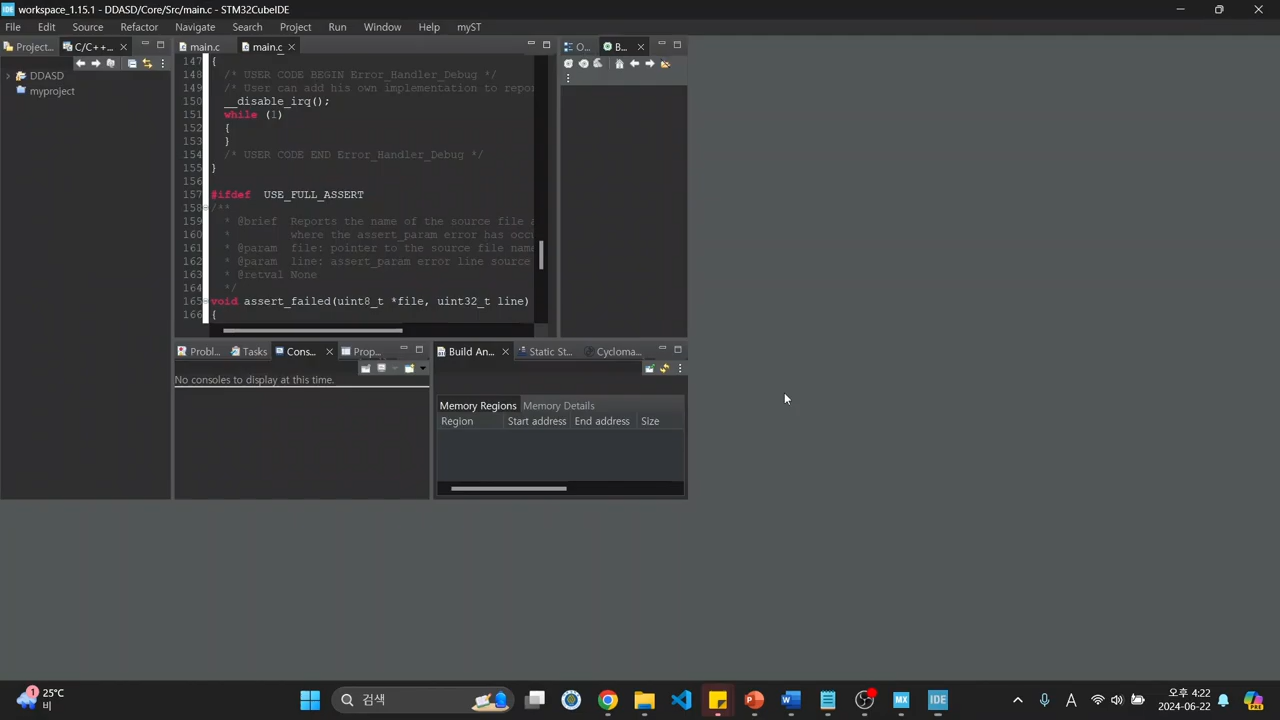 workspace_1.15.1 - DDASD/Core/Src/main.c - STM32CubeIDE
File Edit Source Refactor Navigate Search Project Run Window Help myST
Project... C/C++... main.c main.c O... B...
DDASD
myproject
147 {
148 /* USER CODE BEGIN Error_Handler_Debug */
149 /* User can add his own implementation to repor
150 __disable_irq();
151 while (1)
152 {
153 }
154 /* USER CODE END Error_Handler_Debug */
155 }
156
157 #ifdef USE_FULL_ASSERT
158 /**
159 * @brief Reports the name of the source file a
160 * where the assert_param error has occu
161 * @param file: pointer to the source file name
162 * @param line: assert_param error line source
163 * @retval None
164 */
165 void assert_failed(uint8_t *file, uint32_t line)
166 {
Probl... Tasks Cons... Prop...
No consoles to display at this time.
Build An... Static St... Cycloma...
Memory Regions Memory Details
Region Start address End address Size
1 25°C
비
검색
MX IDE
A
오후 4:22
2024-06-22
PRE